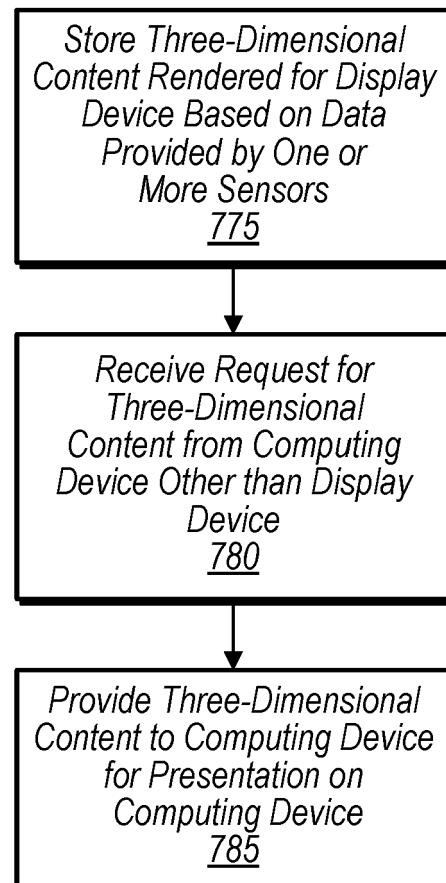 Store Three-Dimensional
Content Rendered for Display
Device Based on Data
Provided by One or
More Sensors
775
Receive Request for
Three-Dimensional
Content from Computing
Device Other than Display
Device
780
Provide Three-Dimensional
Content to Computing Device
for Presentation on
Computing Device
785